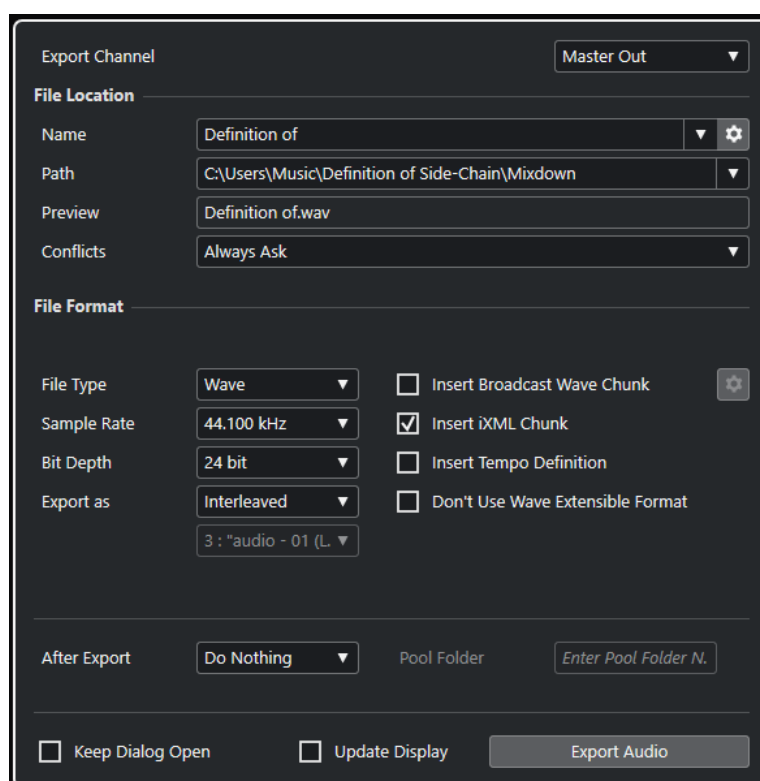 Export Channel Master Out
File Location
Name Definition of
Path C:\Users\Music\Definition of Side-Chain\Mixdown
Preview Definition of.wav
Conflicts Always Ask
File Format
File Type Wave Insert Broadcast Wave Chunk
Sample Rate 44.100 kHz Insert iXML Chunk
Bit Depth 24 bit Insert Tempo Definition
Export as Interleaved Don't Use Wave Extensible Format
3 : "audio - 01 (L.
After Export Do Nothing Pool Folder Enter Pool Folder N.
Keep Dialog Open Update Display Export Audio